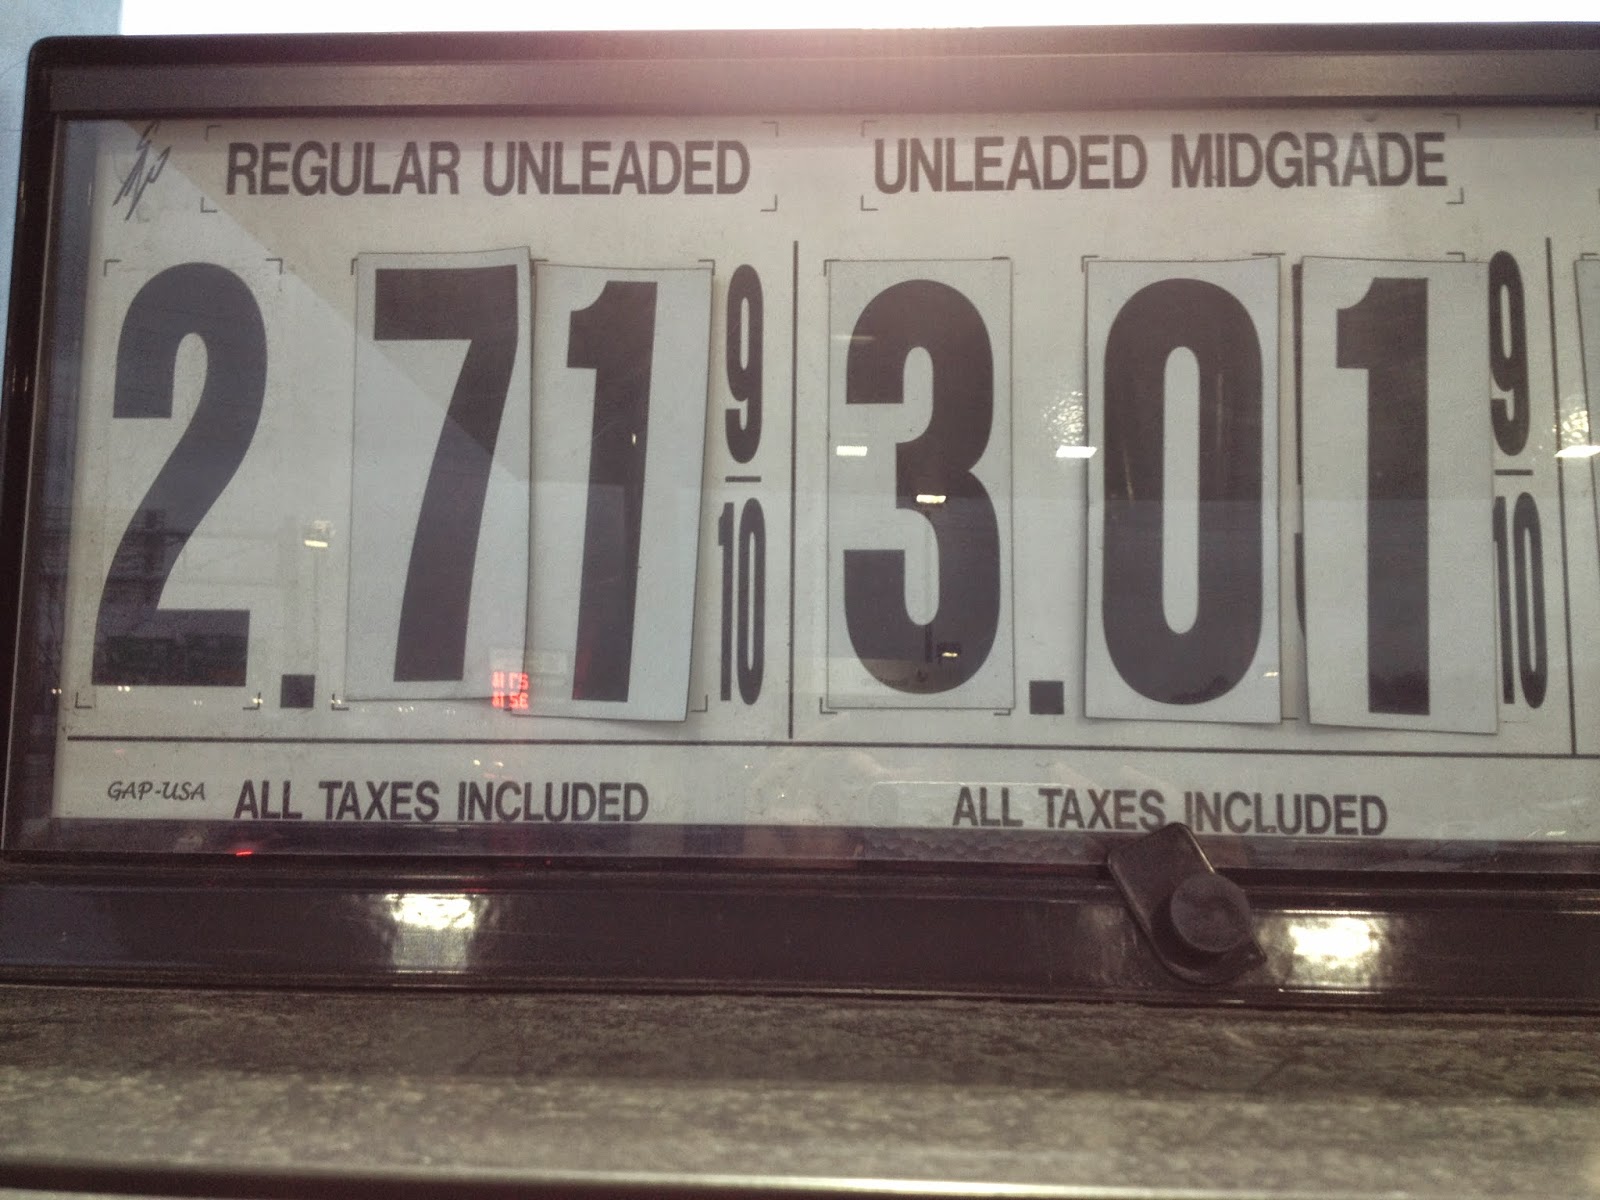 REGULAR UNLEADED
2.71 9/10
ALL TAXES INCLUDED
GAP-USA
UNLEADED MIDGRADE
3.01 9/10
ALL TAXES INCLUDED